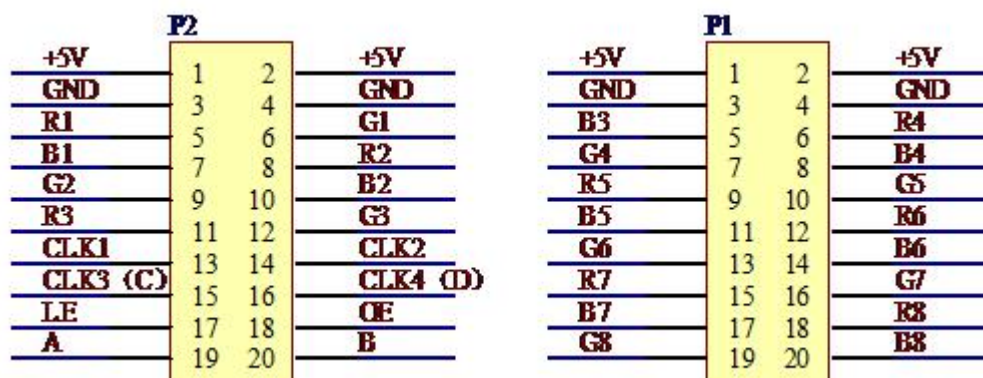 P2 P1
+5V 1 2 +5V +5V 1 2 +5V
GND 3 4 GND GND 3 4 GND
R1 5 6 G1 B3 5 6 R4
B1 7 8 R2 G4 7 8 B4
G2 9 10 B2 R5 9 10 G5
R3 11 12 G3 B5 11 12 R6
CLK1 13 14 CLK2 G6 13 14 B6
CLK3 (C) 15 16 CLK4 (D) R7 15 16 G7
LE 17 18 OE B7 17 18 R8
A 19 20 B G8 19 20 B8